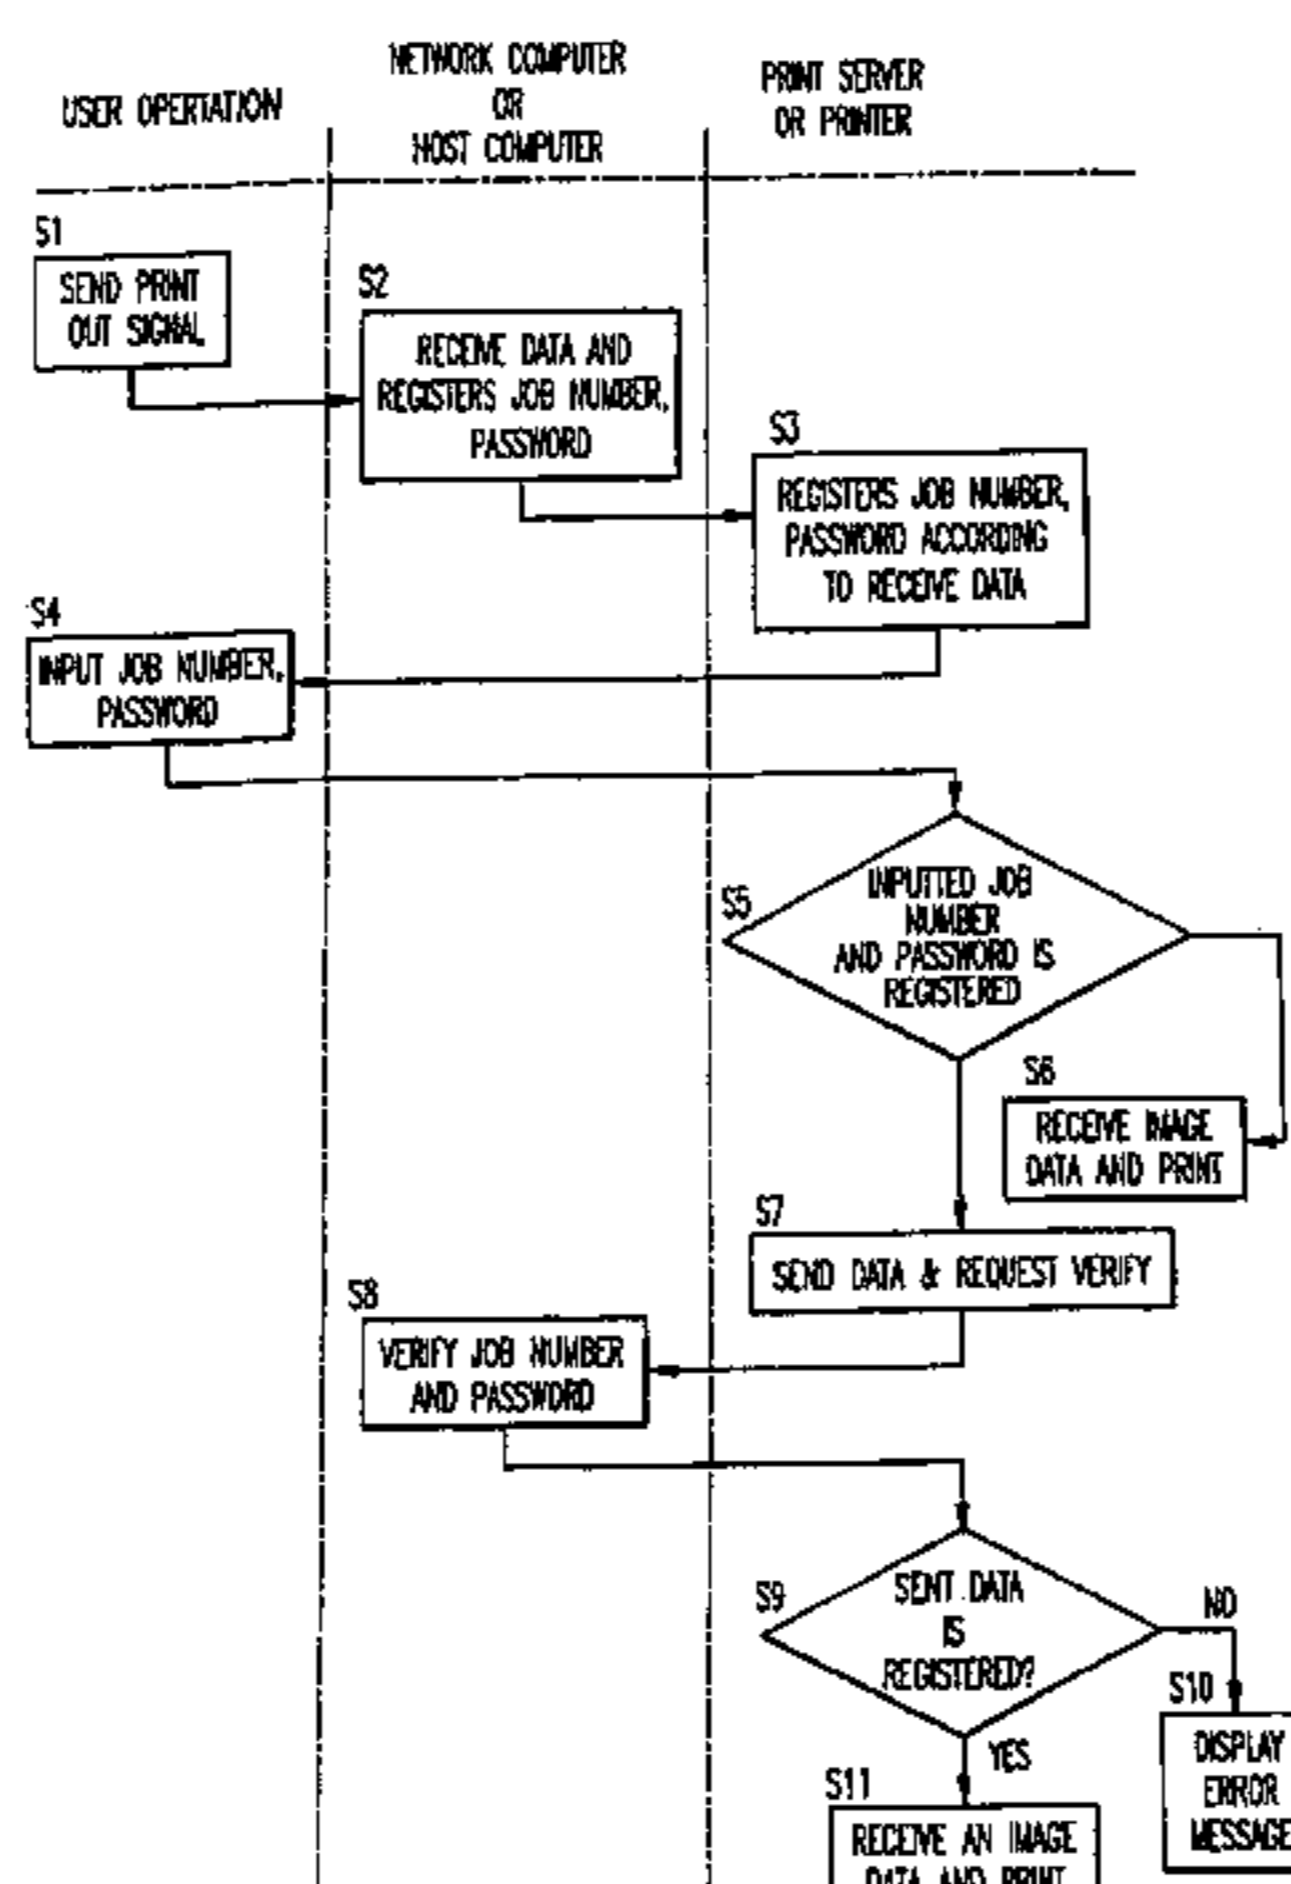 USER OPERTATION
NETWORK COMPUTER
OR
HOST COMPUTER
PRINT SERVER
OR PRINTER
S1
SEND PRINT
OUT SIGNAL
S2
RECEIVE DATA AND
REGISTERS JOB NUMBER,
PASSWORD
S3
REGISTERS JOB NUMBER,
PASSWORD ACCORDING
TO RECEIVE DATA
S4
INPUT JOB NUMBER,
PASSWORD
S5
INPUTTED JOB
NUMBER
AND PASSWORD IS
REGISTERED
S6
RECEIVE IMAGE
DATA AND PRINT
S7
SEND DATA & REQUEST VERIFY
S8
VERIFY JOB NUMBER
AND PASSWORD
S9
SENT DATA
IS
REGISTERED?
NO
S10
DISPLAY
ERROR
MESSAGE
YES
S11
RECEIVE AN IMAGE
DATA AND PRINT